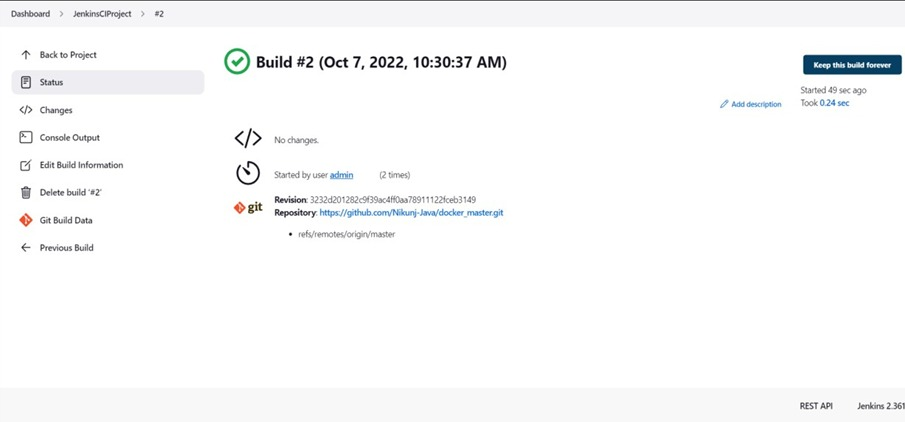 Dashboard > JenkinsCIProject > #2
Back to Project
Status
Changes
Console Output
Edit Build Information
Delete build '#2'
Git Build Data
Previous Build
Build #2 (Oct 7, 2022, 10:30:37 AM)
Keep this build forever
Started 49 sec ago
Took 0.24 sec
Add description
No changes.
Started by user admin (2 times)
git
Revision: 3232d201282c9f39ac4ff0aa78911122fceb3149
Repository: https://github.com/Nikunj-Java/docker_master.git
• refs/remotes/origin/master
REST API Jenkins 2.361